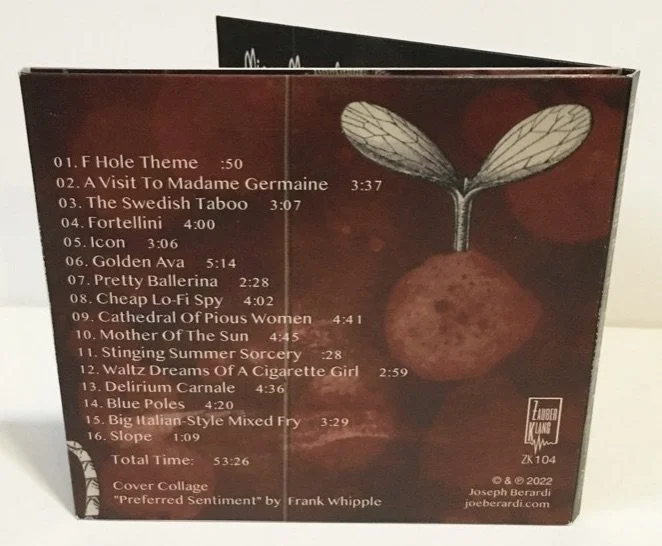 01. F Hole Theme :50
02. A Visit To Madame Germaine 3:37
03. The Swedish Taboo 3:07
04. Fortellini 4:00
05. Icon 3:06
06. Golden Ava 5:14
07. Pretty Ballerina 2:28
08. Cheap Lo-Fi Spy 4:02
09. Cathedral Of Pious Women 4:41
10. Mother Of The Sun 4:45
11. Stinging Summer Sorcery :28
12. Waltz Dreams Of A Cigarette Girl 2:59
13. Delirium Carnale 4:36
14. Blue Poles 4:20
15. Big Italian-Style Mixed Fry 3:29
16. Slope 1:09
Total Time: 53:26
Cover Collage
"Preferred Sentiment" by Frank Whipple
ZAUBER
KLANG
ZK104
© & ℗ 2022
Joseph Berardi
joeberardi.com